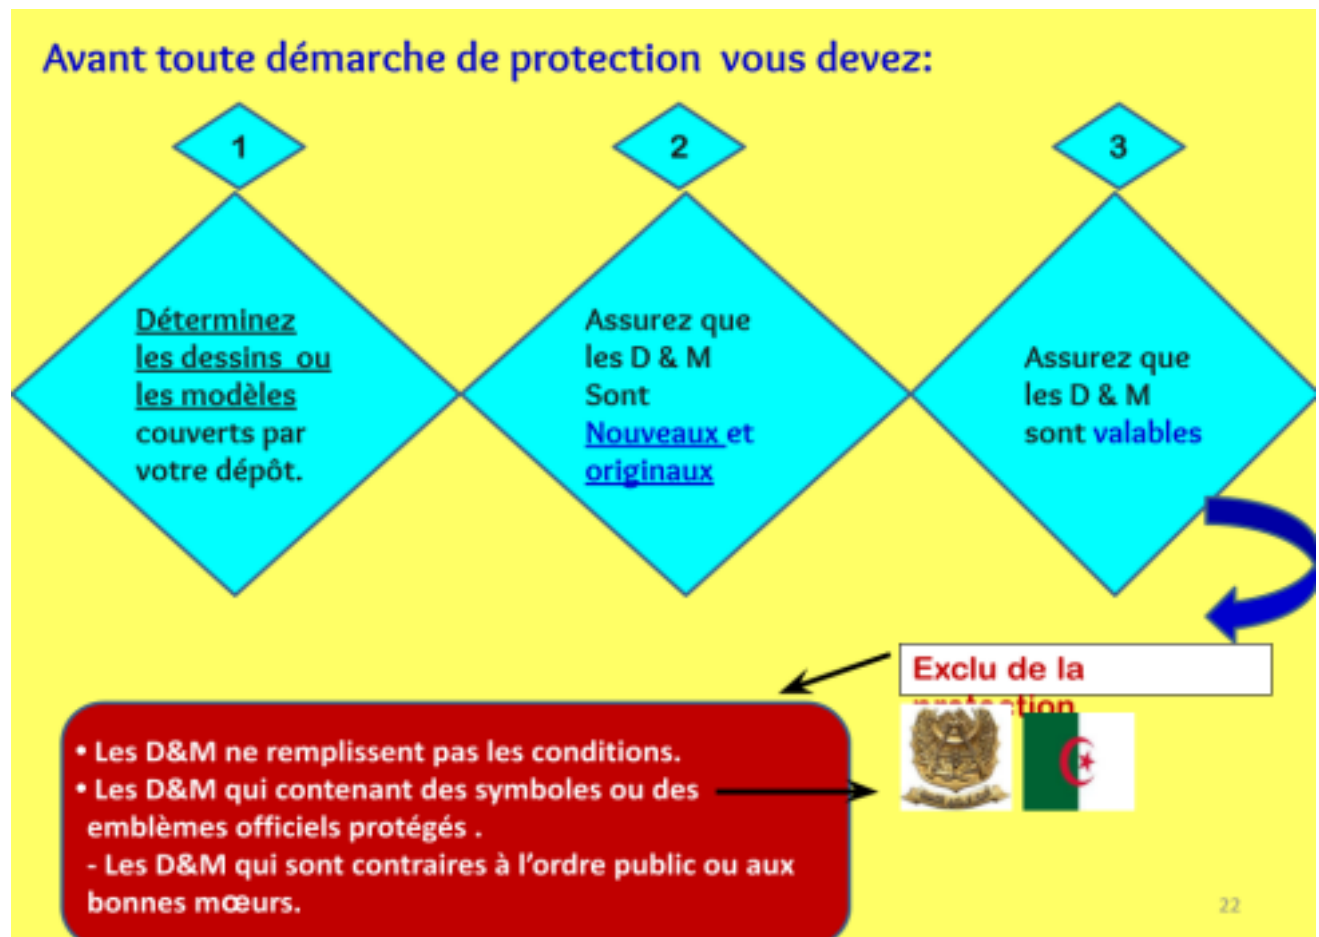 Avant toute démarche de protection vous devez:
1
2
3
Déterminez
les dessins ou
les modèles
couverts par
votre dépôt.
Assurez que
les D & M
Sont
Nouveaux et
originaux
Assurez que
les D & M
sont valables
Exclu de la
protection
• Les D&M ne remplissent pas les conditions.
• Les D&M qui contenant des symboles ou des
emblèmes officiels protégés .
- Les D&M qui sont contraires à l’ordre public ou aux
bonnes mœurs.
22